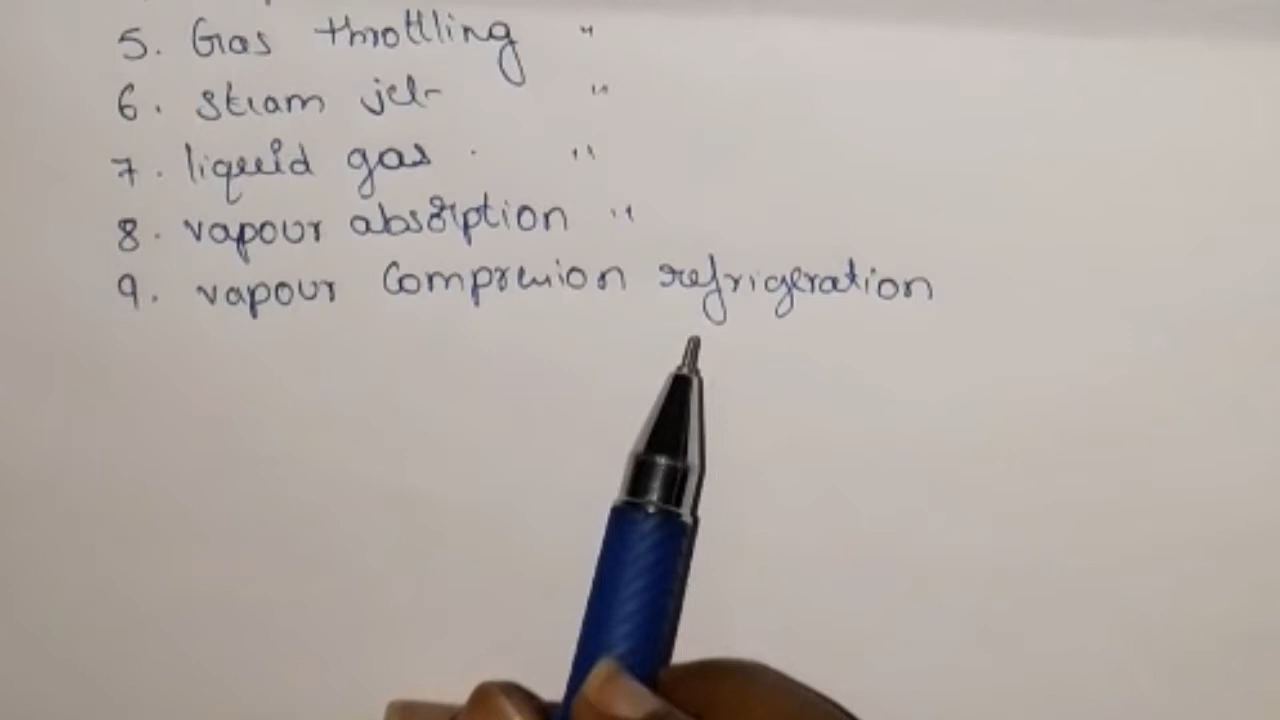 5. Gas throttling "
6. steam jet "
7. liquid gas. "
8. vapour absorption "
9. vapour Compression refrigeration